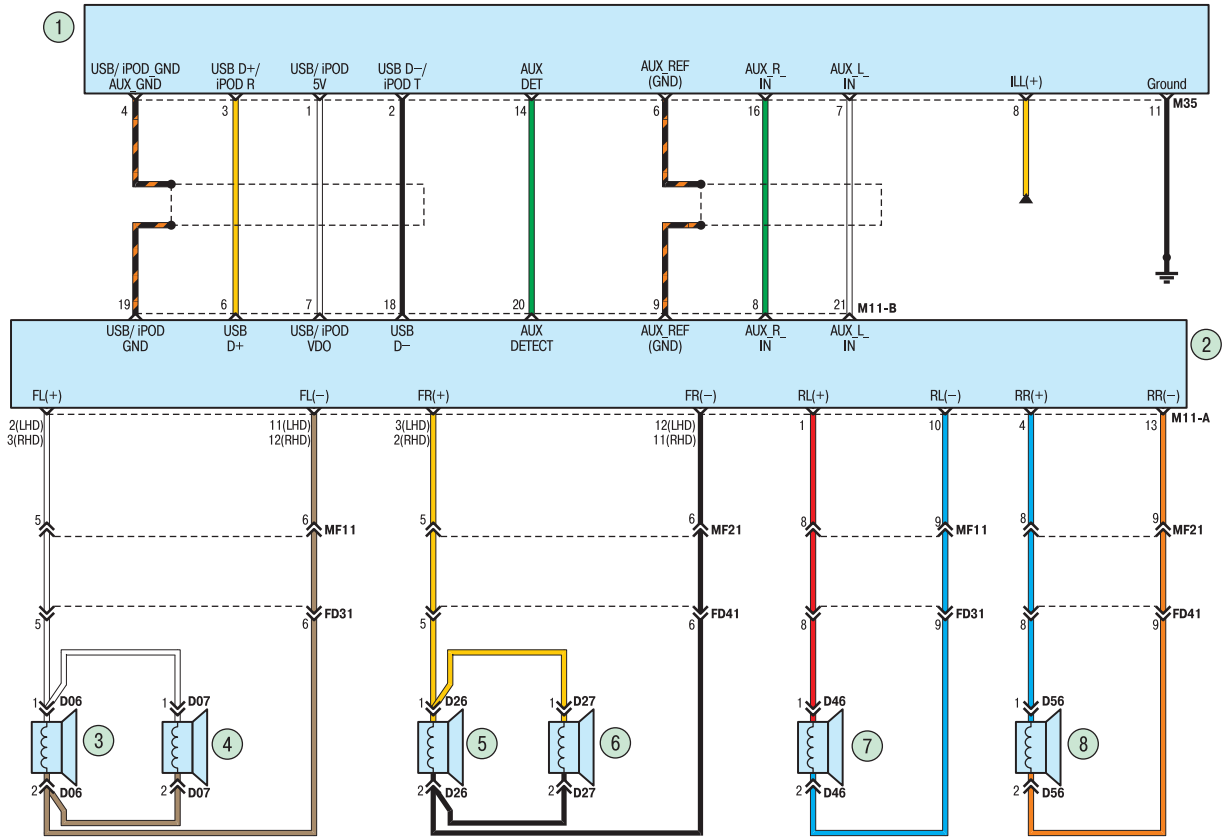 1
USB/ iPOD_GND
AUX_GND
USB D+/
iPOD R
USB/ iPOD
5V
USB D−/
iPOD T
AUX
DET
AUX_REF
(GND)
AUX_R_
IN
AUX_L_
IN
ILL(+)
Ground
4
3
1
2
14
6
16
7
8
11
M35
19
6
7
18
20
9
8
21
M11-B
USB/ iPOD
GND
USB
D+
USB/ iPOD
VDO
USB
D−
AUX
DETECT
AUX_REF
(GND)
AUX_R_
IN
AUX_L_
IN
2
FL(+)
FL(−)
FR(+)
FR(−)
RL(+)
RL(−)
RR(+)
RR(−)
2(LHD)
3(RHD)
11(LHD)
12(RHD)
3(LHD)
2(RHD)
12(LHD)
11(RHD)
1
10
4
13
M11-A
5
6
MF11
5
6
MF21
8
9
MF11
8
9
MF21
5
6
FD31
5
6
FD41
8
9
FD31
8
9
FD41
1
D06
1
D07
1
D26
1
D27
1
D46
1
D56
3
4
5
6
7
8
2
D06
2
D07
2
D26
2
D27
2
D46
2
D56